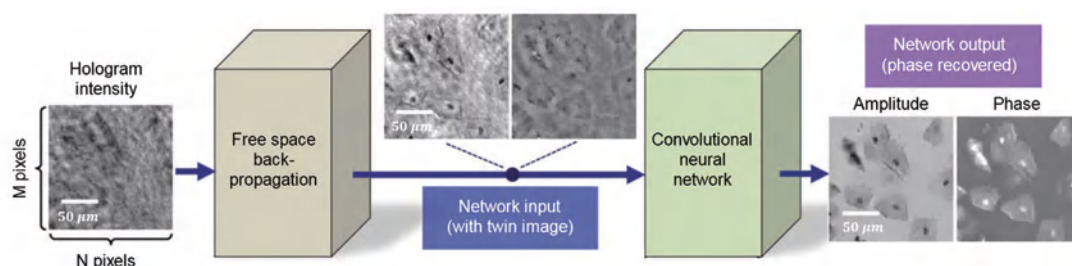 Hologram
intensity
M pixels
50 μm
N pixels
Free space
back-
propagation
50 μm
Network input
(with twin image)
Convolutional
neural
network
Network output
(phase recovered)
Amplitude
Phase
50 μm